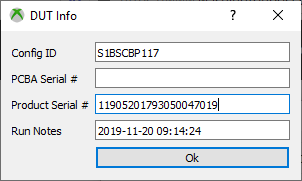 DUT Info
Config ID S1BSCBP117
PCBA Serial #
Product Serial # 11905201793050047019
Run Notes 2019-11-20 09:14:24
Ok